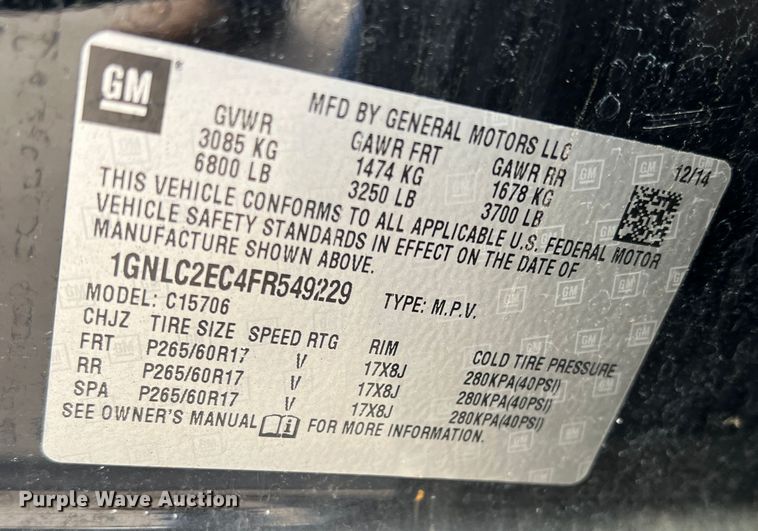 GM
MFD BY GENERAL MOTORS LLC
GVWR GAWR FRT GAWR RR 12/14
3085 KG 1474 KG 1678 KG
6800 LB 3250 LB 3700 LB
THIS VEHICLE CONFORMS TO ALL APPLICABLE U.S. FEDERAL MOTOR
VEHICLE SAFETY STANDARDS IN EFFECT ON THE DATE OF
MANUFACTURE SHOWN ABOVE.
1GNLC2EC4FR549229 TYPE: M.P.V.
MODEL: C15706
CHJZ TIRE SIZE SPEED RTG RIM COLD TIRE PRESSURE
FRT P265/60R17 V 17X8J 280KPA(40PSI)
RR P265/60R17 V 17X8J 280KPA(40PSI)
SPA P265/60R17 V 17X8J 280KPA(40PSI)
SEE OWNER'S MANUAL i FOR MORE INFORMATION.
Purple Wave Auction